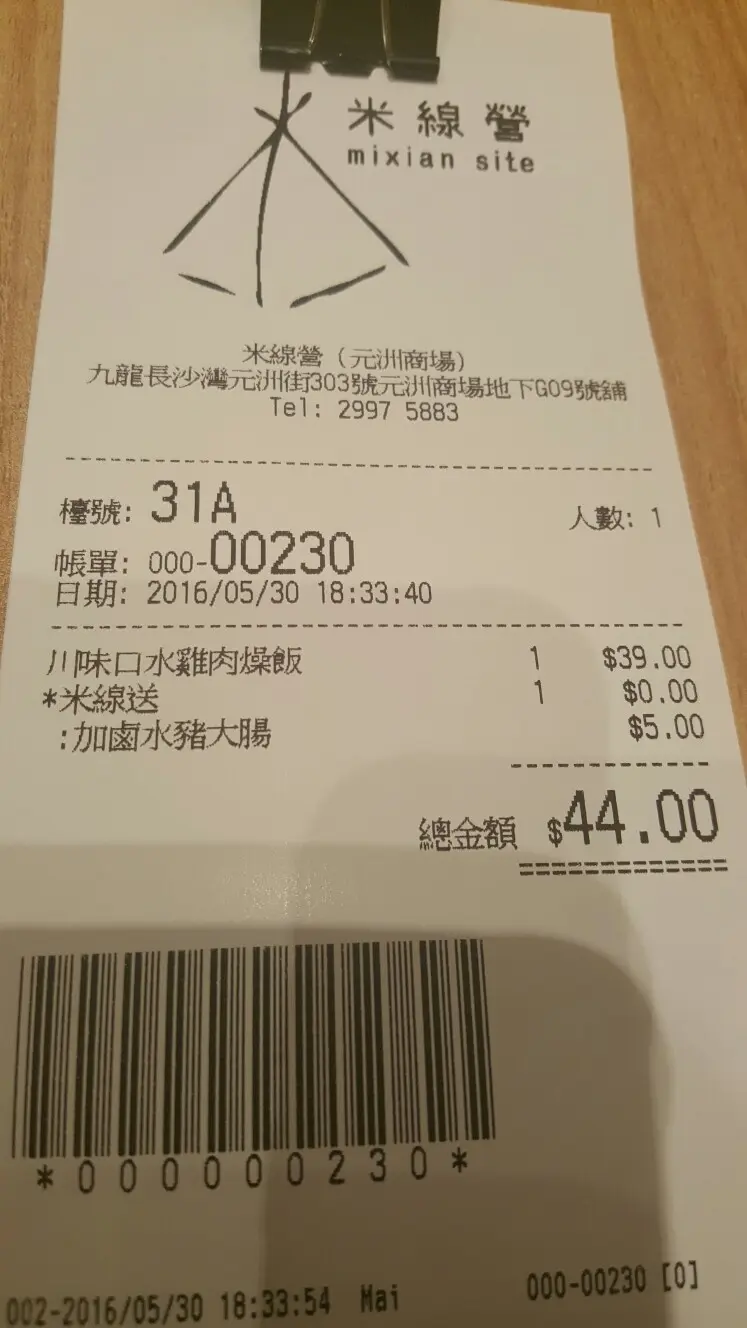 米線營
mixian site
米線營（元洲商場）
九龍長沙灣元洲街303號元洲商場地下G09號舖
Tel: 2997 5883
檯號: 31A 人數: 1
帳單: 000-00230
日期: 2016/05/30 18:33:40
川味口水雞肉燥飯 1 $39.00
*米線送 1 $0.00
:加鹵水豬大腸 $5.00
總金額 $44.00
*000000230*
002-2016/05/30 18:33:54 Mai 000-00230 [0]